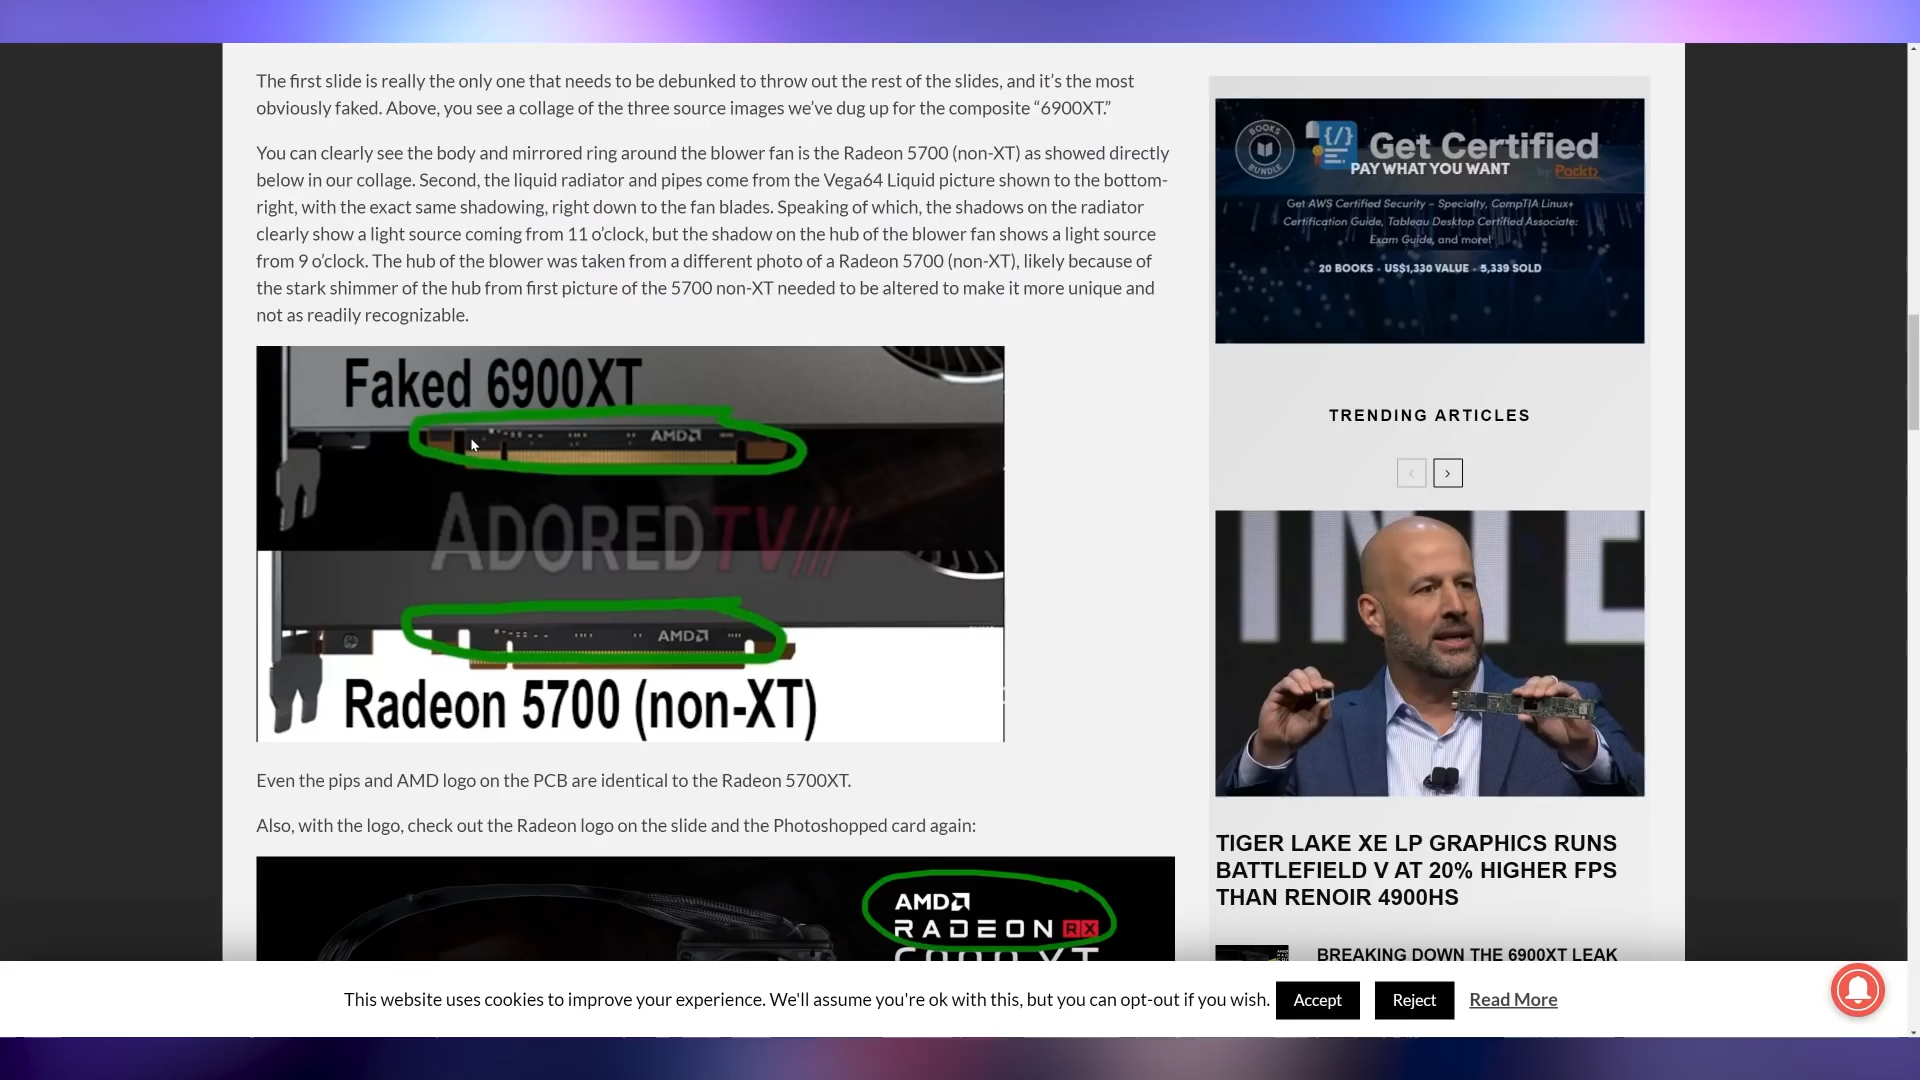 The first slide is really the only one that needs to be debunked to throw out the rest of the slides, and it's the most
obviously faked. Above, you see a collage of the three source images we've dug up for the composite “6900XT.”
You can clearly see the body and mirrored ring around the blower fan is the Radeon 5700 (non-XT) as showed directly
below in our collage. Second, the liquid radiator and pipes come from the Vega64 Liquid picture shown to the bottom-
right, with the exact same shadowing, right down to the fan blades. Speaking of which, the shadows on the radiator
clearly show a light source coming from 11 o'clock, but the shadow on the hub of the blower fan shows a light source
from 9 o'clock. The hub of the blower was taken from a different photo of a Radeon 5700 (non-XT), likely because of
the stark shimmer of the hub from first picture of the 5700 non-XT needed to be altered to make it more unique and
not as readily recognizable.
Faked 6900XT
AMD
ADOREDTV///
AMD
Radeon 5700 (non-XT)
Even the pips and AMD logo on the PCB are identical to the Radeon 5700XT.
Also, with the logo, check out the Radeon logo on the slide and the Photoshopped card again:
AMD
RADEON RX
BOOKS
BUNDLE
{/}
Get Certified
PAY WHAT YOU WANT
by Packt>
Get AWS Certified Security – Specialty, CompTIA Linux+
Certification Guide, Tableau Desktop Certified Associate:
Exam Guide, and more!
20 BOOKS · US$1,330 VALUE · 5,339 SOLD
TRENDING ARTICLES
INTE
TIGER LAKE XE LP GRAPHICS RUNS
BATTLEFIELD V AT 20% HIGHER FPS
THAN RENOIR 4900HS
BREAKING DOWN THE 6900XT LEAK
This website uses cookies to improve your experience. We'll assume you're ok with this, but you can opt-out if you wish. Accept Reject Read More